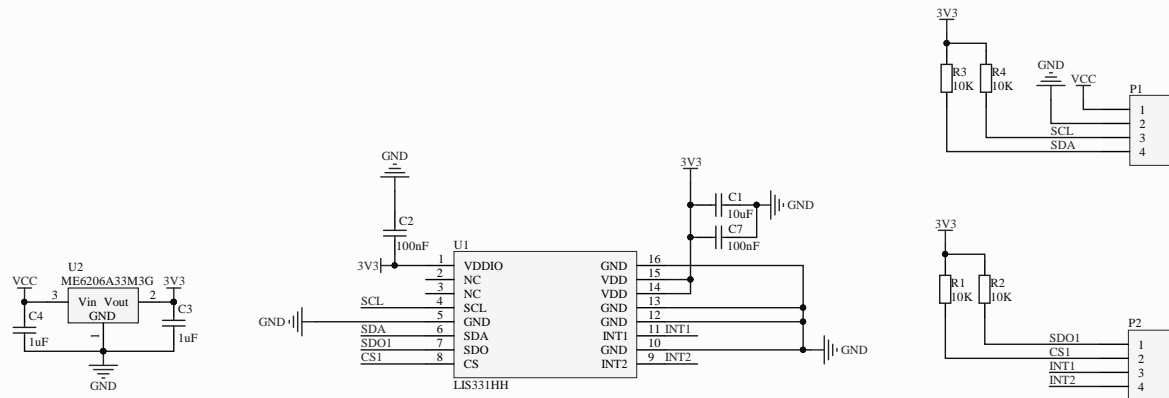 U2
ME6206A33M3G
VCC
3V3
3
Vin
Vout
2
GND
1
C4
1uF
C3
1uF
GND
GND
C2
100nF
3V3
C1
10uF
GND
C7
100nF
U1
3V3
1
VDDIO
GND
16
2
NC
VDD
15
3
NC
VDD
14
SCL
4
SCL
GND
13
GND
5
GND
GND
12
SDA
6
SDA
INT1
11
INT1
SDO1
7
SDO
GND
10
GND
CS1
8
CS
INT2
9
INT2
LIS331HH
3V3
R3
10K
R4
10K
GND
VCC
P1
1
2
SCL
3
SDA
4
3V3
R1
10K
R2
10K
P2
SDO1
1
CS1
2
INT1
3
INT2
4